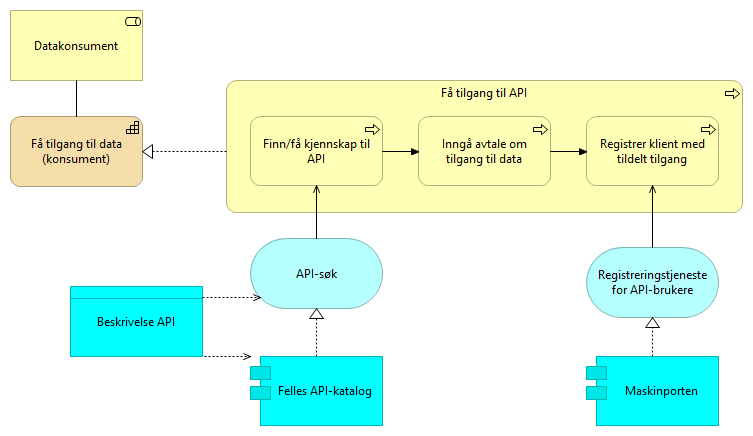 Datakonsument
Få tilgang til API
Få tilgang til data
(konsument)
Finn/få kjennskap til
API
Inngå avtale om
tilgang til data
Registrer klient med
tildelt tilgang
API-søk
Registreringstjeneste
for API-brukere
Beskrivelse API
Felles API-katalog
Maskinporten